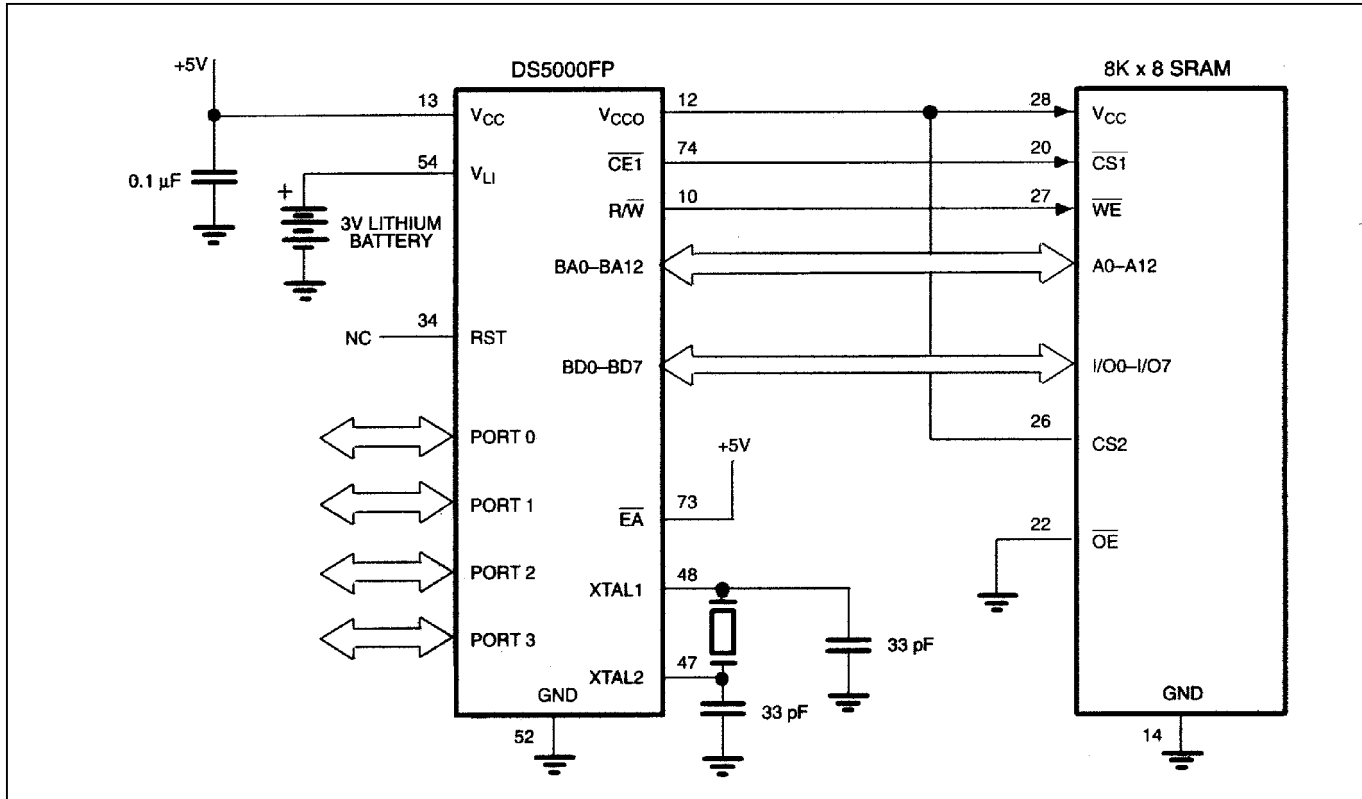 +5V
DS5000FP
8K x 8 SRAM
13
VCC
VCCO
12
28
VCC
54
VLI
CE1
74
20
CS1
0.1 µF
+
3V LITHIUM
BATTERY
R/W
10
27
WE
BA0–BA12
A0–A12
NC
34
RST
BD0–BD7
I/O0–I/O7
PORT 0
26
CS2
+5V
PORT 1
EA
73
22
OE
PORT 2
XTAL1
48
PORT 3
33 pF
XTAL2
47
GND
33 pF
GND
52
14